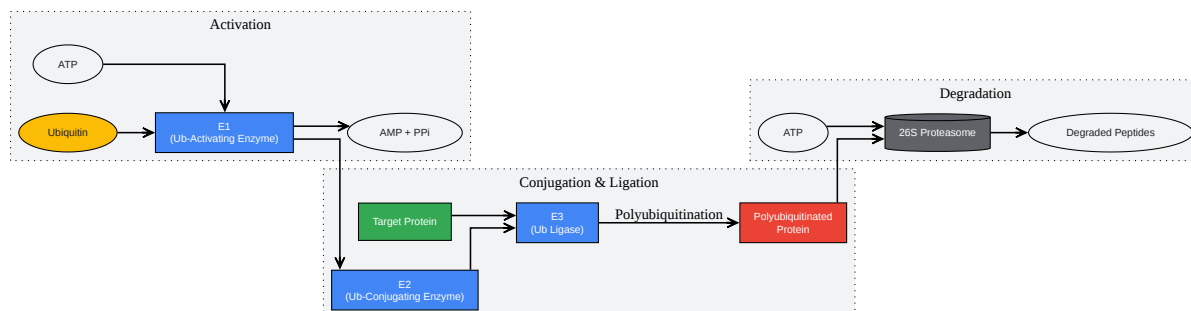 Activation
ATP
Ubiquitin
E1
(Ub-Activating Enzyme)
AMP + PPi
Conjugation & Ligation
Target Protein
E2
(Ub-Conjugating Enzyme)
E3
(Ub Ligase)
Polyubiquitination
Polyubiquitinated
Protein
Degradation
ATP
26S Proteasome
Degraded Peptides